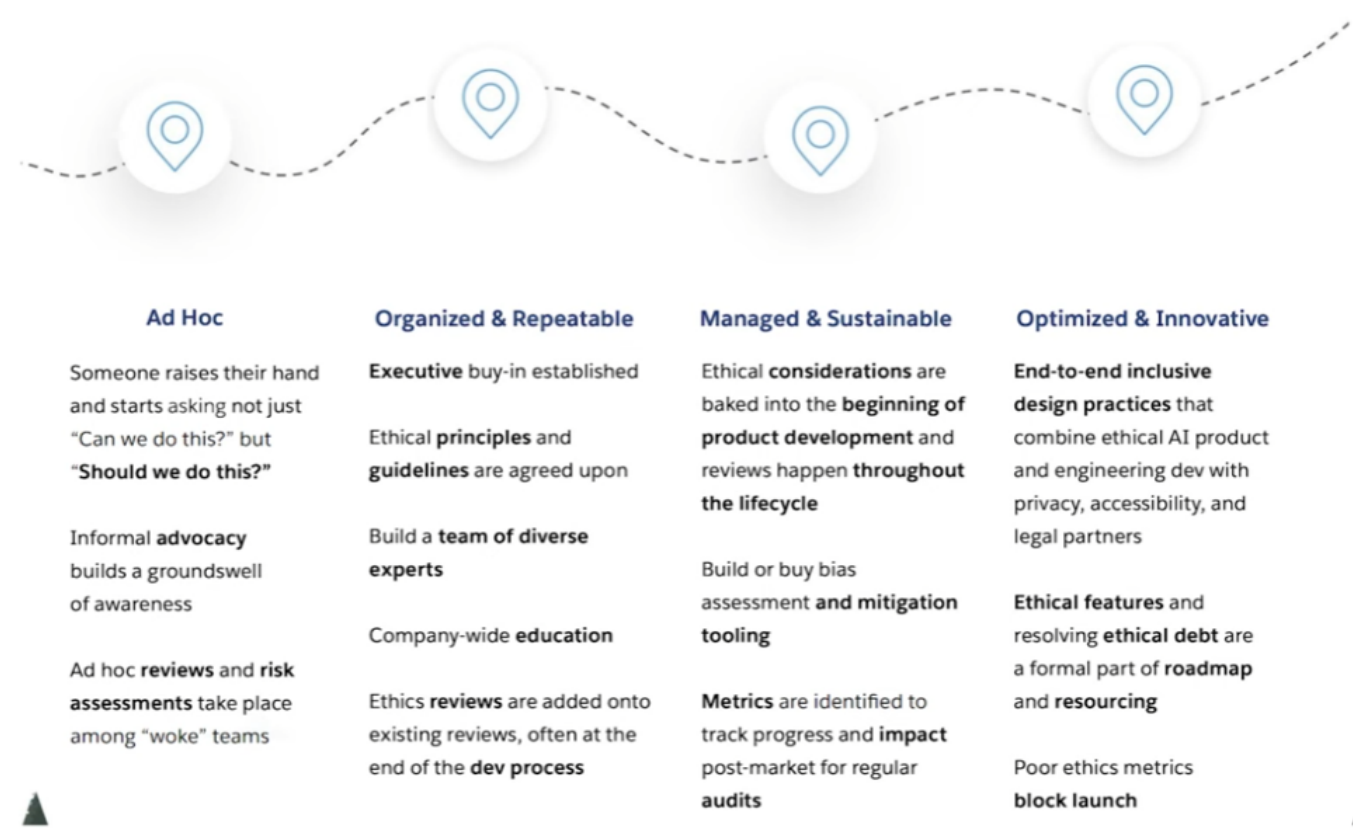 Ad Hoc
Someone raises their hand
and starts asking not just
“Can we do this?” but
“Should we do this?”
Informal advocacy
builds a groundswell
of awareness
Ad hoc reviews and risk
assessments take place
among “woke” teams
Organized & Repeatable
Executive buy-in established
Ethical principles and
guidelines are agreed upon
Build a team of diverse
experts
Company-wide education
Ethics reviews are added onto
existing reviews, often at the
end of the dev process
Managed & Sustainable
Ethical considerations are
baked into the beginning of
product development and
reviews happen throughout
the lifecycle
Build or buy bias
assessment and mitigation
tooling
Metrics are identified to
track progress and impact
post-market for regular
audits
Optimized & Innovative
End-to-end inclusive
design practices that
combine ethical AI product
and engineering dev with
privacy, accessibility, and
legal partners
Ethical features and
resolving ethical debt are
a formal part of roadmap
and resourcing
Poor ethics metrics
block launch